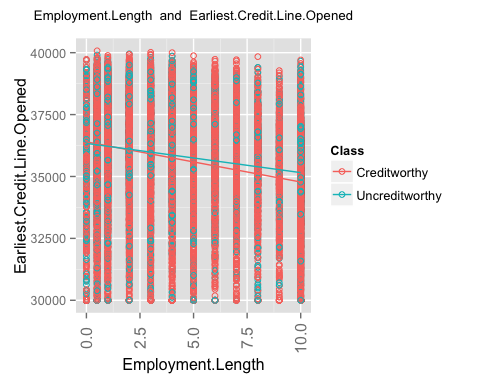 Employment.Length and Earliest.Credit.Line.Opened
40000
37500
35000
32500
30000
Earliest.Credit.Line.Opened
0.0
2.5
5.0
7.5
10.0
Employment.Length
Class
Creditworthy
Uncreditworthy